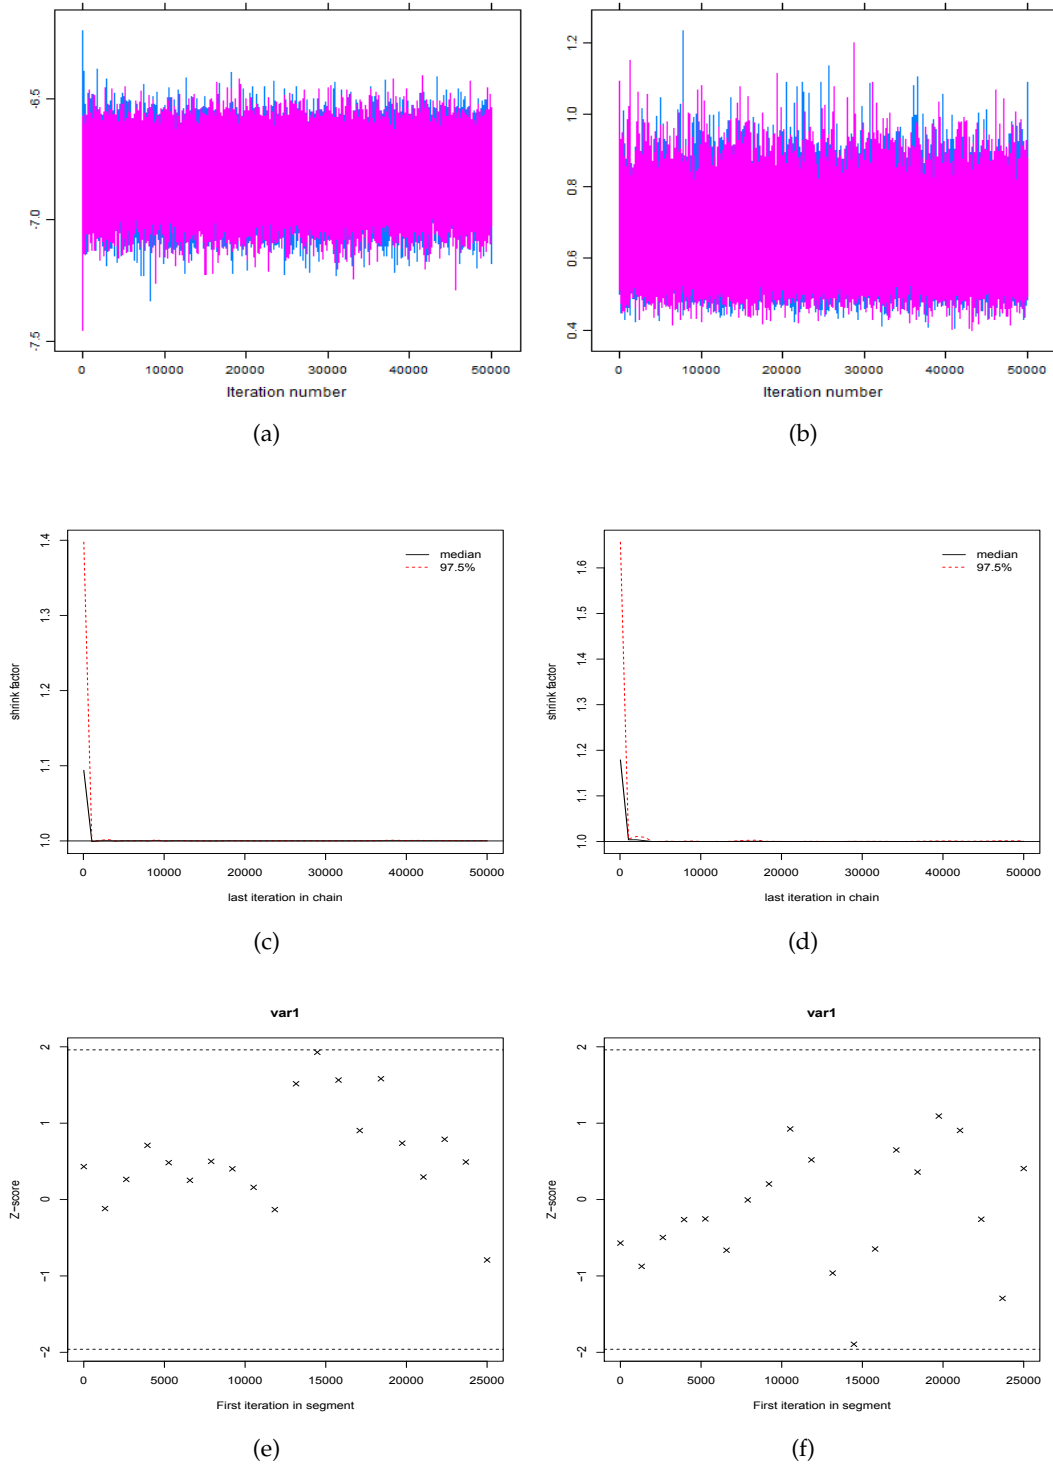 -6.5
-7.0
-7.5
0 10000 20000 30000 40000 50000
Iteration number
(a)
1.2
1.0
0.8
0.6
0.4
0 10000 20000 30000 40000 50000
Iteration number
(b)
1.4
1.3
1.2
1.1
1.0
shrink factor
median
97.5%
0 10000 20000 30000 40000 50000
last iteration in chain
(c)
1.6
1.5
1.4
1.3
1.2
1.1
1.0
shrink factor
median
97.5%
0 10000 20000 30000 40000 50000
last iteration in chain
(d)
var1
2
1
0
−1
−2
Z−score
0 5000 10000 15000 20000 25000
First iteration in segment
(e)
var1
2
1
0
−1
−2
Z−score
0 5000 10000 15000 20000 25000
First iteration in segment
(f)